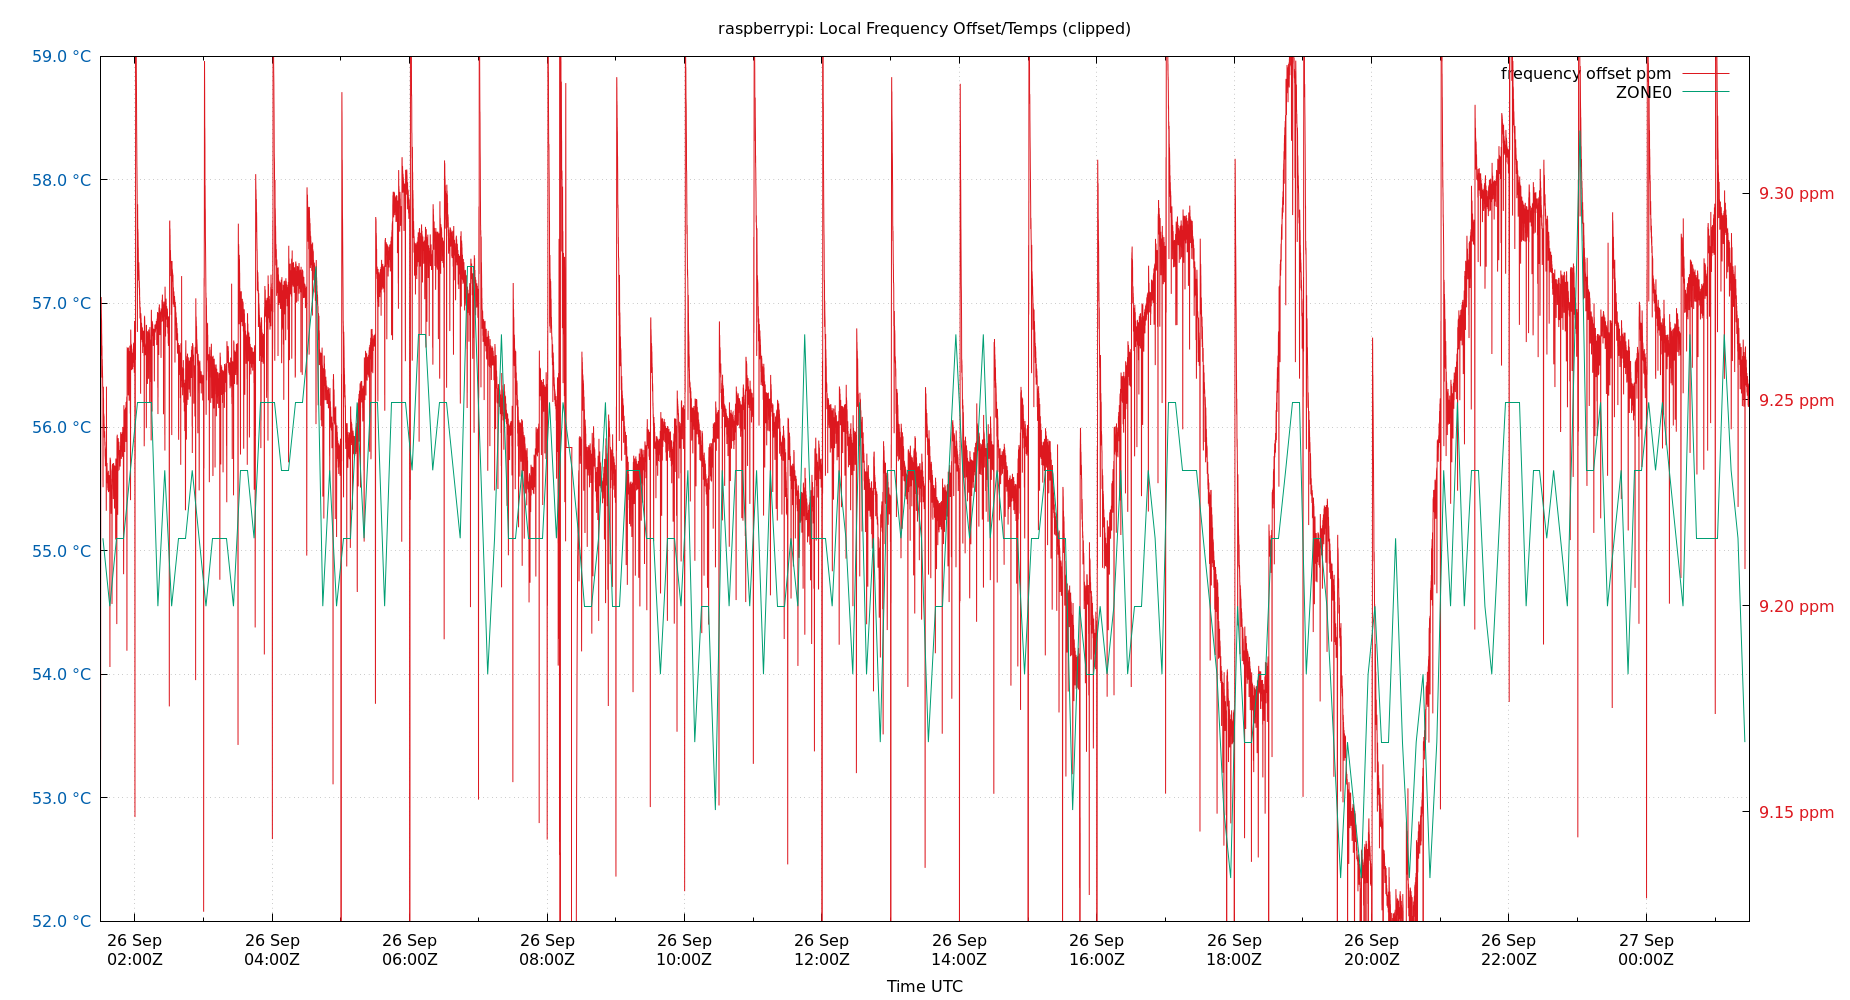 raspberrypi: Local Frequency Offset/Temps (clipped)
59.0 °C
58.0 °C
57.0 °C
56.0 °C
55.0 °C
54.0 °C
53.0 °C
52.0 °C
frequency offset ppm
ZONE0
9.30 ppm
9.25 ppm
9.20 ppm
9.15 ppm
26 Sep 26 Sep 26 Sep 26 Sep 26 Sep 26 Sep 26 Sep 26 Sep 26 Sep 26 Sep 26 Sep 27 Sep
02:00Z 04:00Z 06:00Z 08:00Z 10:00Z 12:00Z 14:00Z 16:00Z 18:00Z 20:00Z 22:00Z 00:00Z
Time UTC